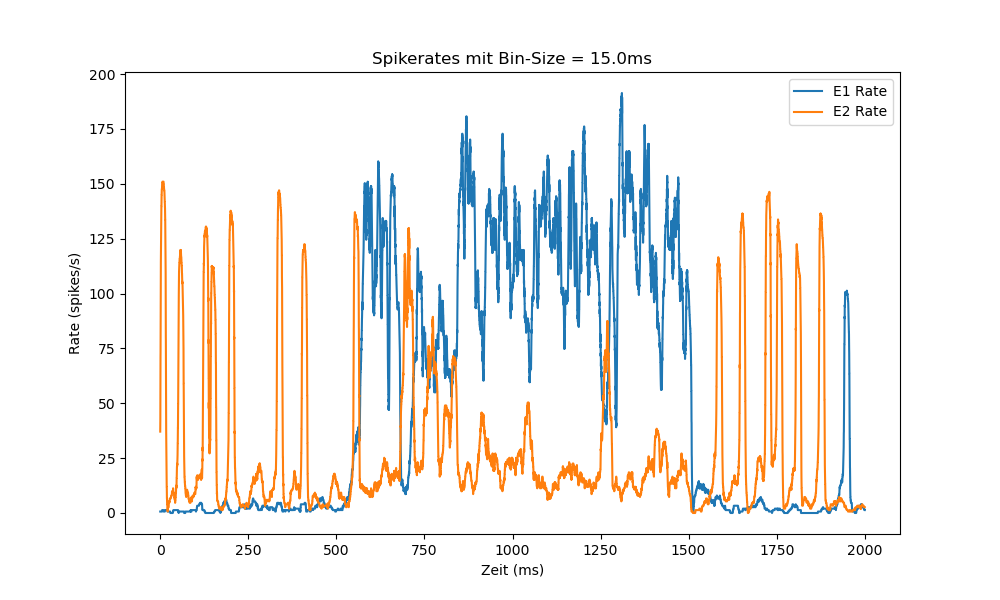 Spikerates mit Bin-Size = 15.0ms
E1 Rate
E2 Rate
200
175
150
125
100
75
50
25
0
Rate (spikes/s)
0 250 500 750 1000 1250 1500 1750 2000
Zeit (ms)